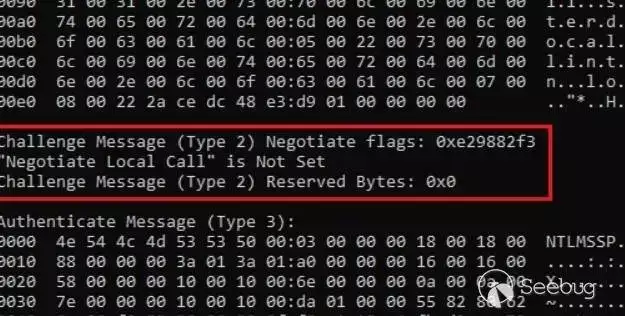 0090 31 00 31 00 2e 00 73 00:70 00 6c 00 69 00 6e 00
00a0 74 00 65 00 72 00 64 00:6d 00 6e 00 2e 00 6c 00 t.e.r.d
00b0 6f 00 63 00 61 00 6c 00:05 00 22 00 73 00 70 00 o.c.a.l
00c0 6c 00 69 00 6e 00 74 00:65 00 72 00 64 00 6d 00 l.i.n.t
00d0 6e 00 2e 00 6c 00 6f 00:63 00 61 00 6c 00 07 00 n...l.o.
00e0 08 00 22 2a ce dc 48 e3:d9 01 00 00 00 00 .."*..H
Challenge Message (Type 2) Negotiate flags: 0xe29882f3
"Negotiate Local Call" is Not Set
Challenge Message (Type 2) Reserved Bytes: 0x0
Authenticate Message (Type 3):
0000 4e 54 4c 4d 53 53 50 00:03 00 00 00 18 00 18 00 NTLMSSP.
0010 88 00 00 00 3a 01 3a 01:a0 00 00 00 16 00 16 00 ....:.:
0020 58 00 00 00 10 00 10 00:6e 00 00 00 0a 00 0a 00 X
0030 7e 00 00 00 10 00 10 00:da 01 00 00 55 82 88 62 ~
Seebug